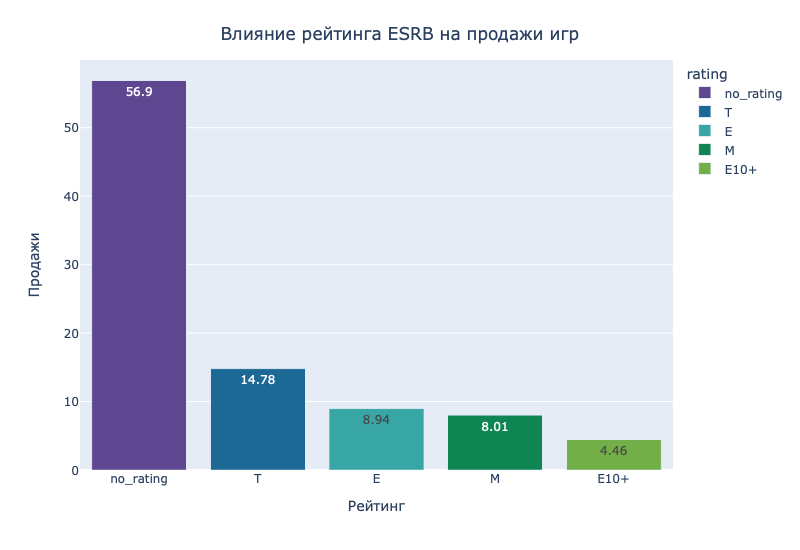 Влияние рейтинга ESRB на продажи игр
rating
no_rating
T
E
M
E10+
Продажи
50
40
30
20
10
0
56.9
14.78
8.94
8.01
4.46
no_rating
T
E
M
E10+
Рейтинг